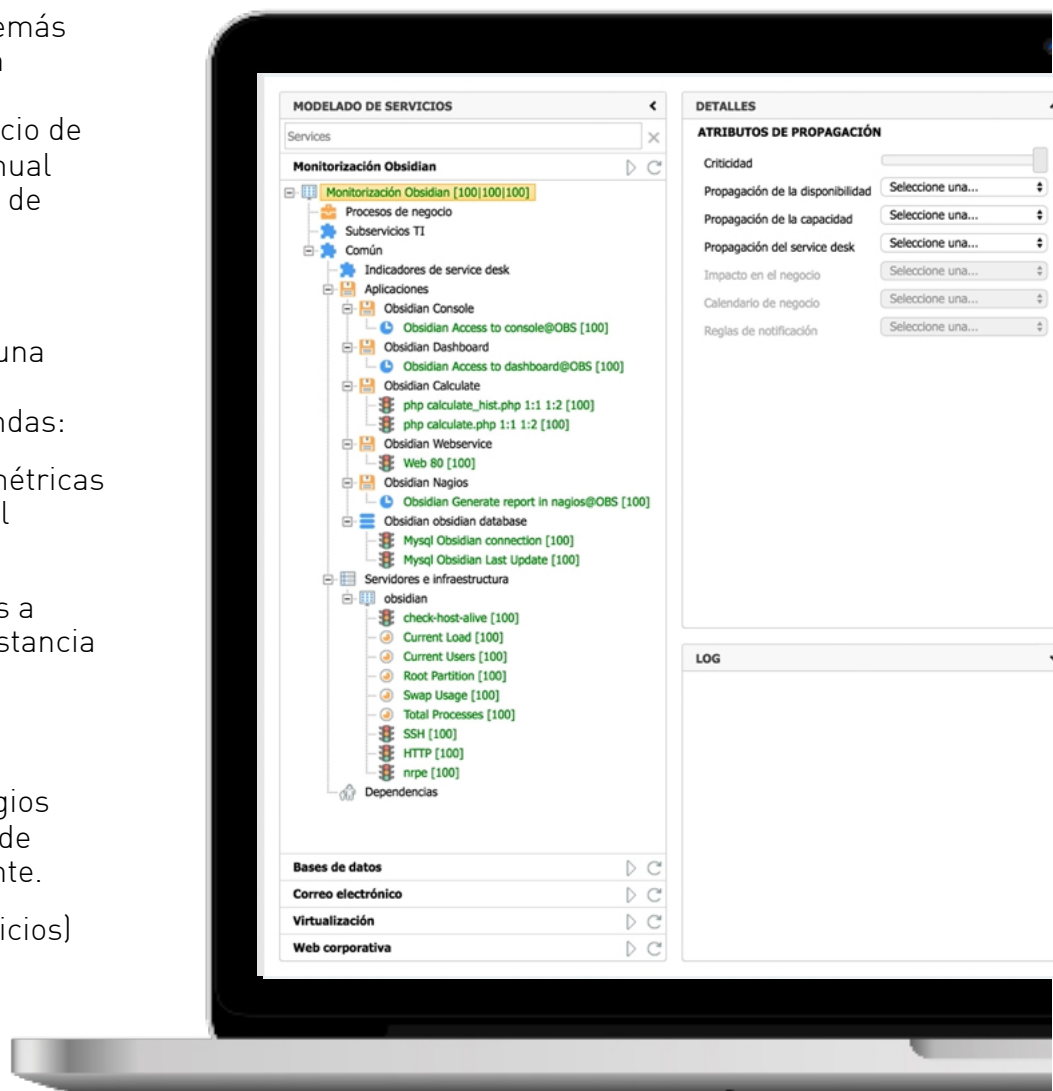 emás
cio de
nual
de
una
ndas:
métricas
l
s a
stancia
gios
de
nte.
icios)
MODELADO DE SERVICIOS
Services
Monitorización Obsidian
Monitorización Obsidian [100|100|100]
Procesos de negocio
Subservicios TI
Común
Indicadores de service desk
Aplicaciones
Obsidian Console
Obsidian Access to console@OBS [100]
Obsidian Dashboard
Obsidian Access to dashboard@OBS [100]
Obsidian Calculate
php calculate_hist.php 1:1 1:2 [100]
php calculate.php 1:1 1:2 [100]
Obsidian Webservice
Web 80 [100]
Obsidian Nagios
Obsidian Generate report in nagios@OBS [100]
Obsidian obsidian database
Mysql Obsidian connection [100]
Mysql Obsidian Last Update [100]
Servidores e infraestructura
obsidian
check-host-alive [100]
Current Load [100]
Current Users [100]
Root Partition [100]
Swap Usage [100]
Total Processes [100]
SSH [100]
HTTP [100]
nrpe [100]
Dependencias
Bases de datos
Correo electrónico
Virtualización
Web corporativa
DETALLES
ATRIBUTOS DE PROPAGACIÓN
Criticidad
Propagación de la disponibilidad Seleccione una...
Propagación de la capacidad Seleccione una...
Propagación del service desk Seleccione una...
Impacto en el negocio Seleccione una...
Calendario de negocio Seleccione una...
Reglas de notificación Seleccione una...
LOG